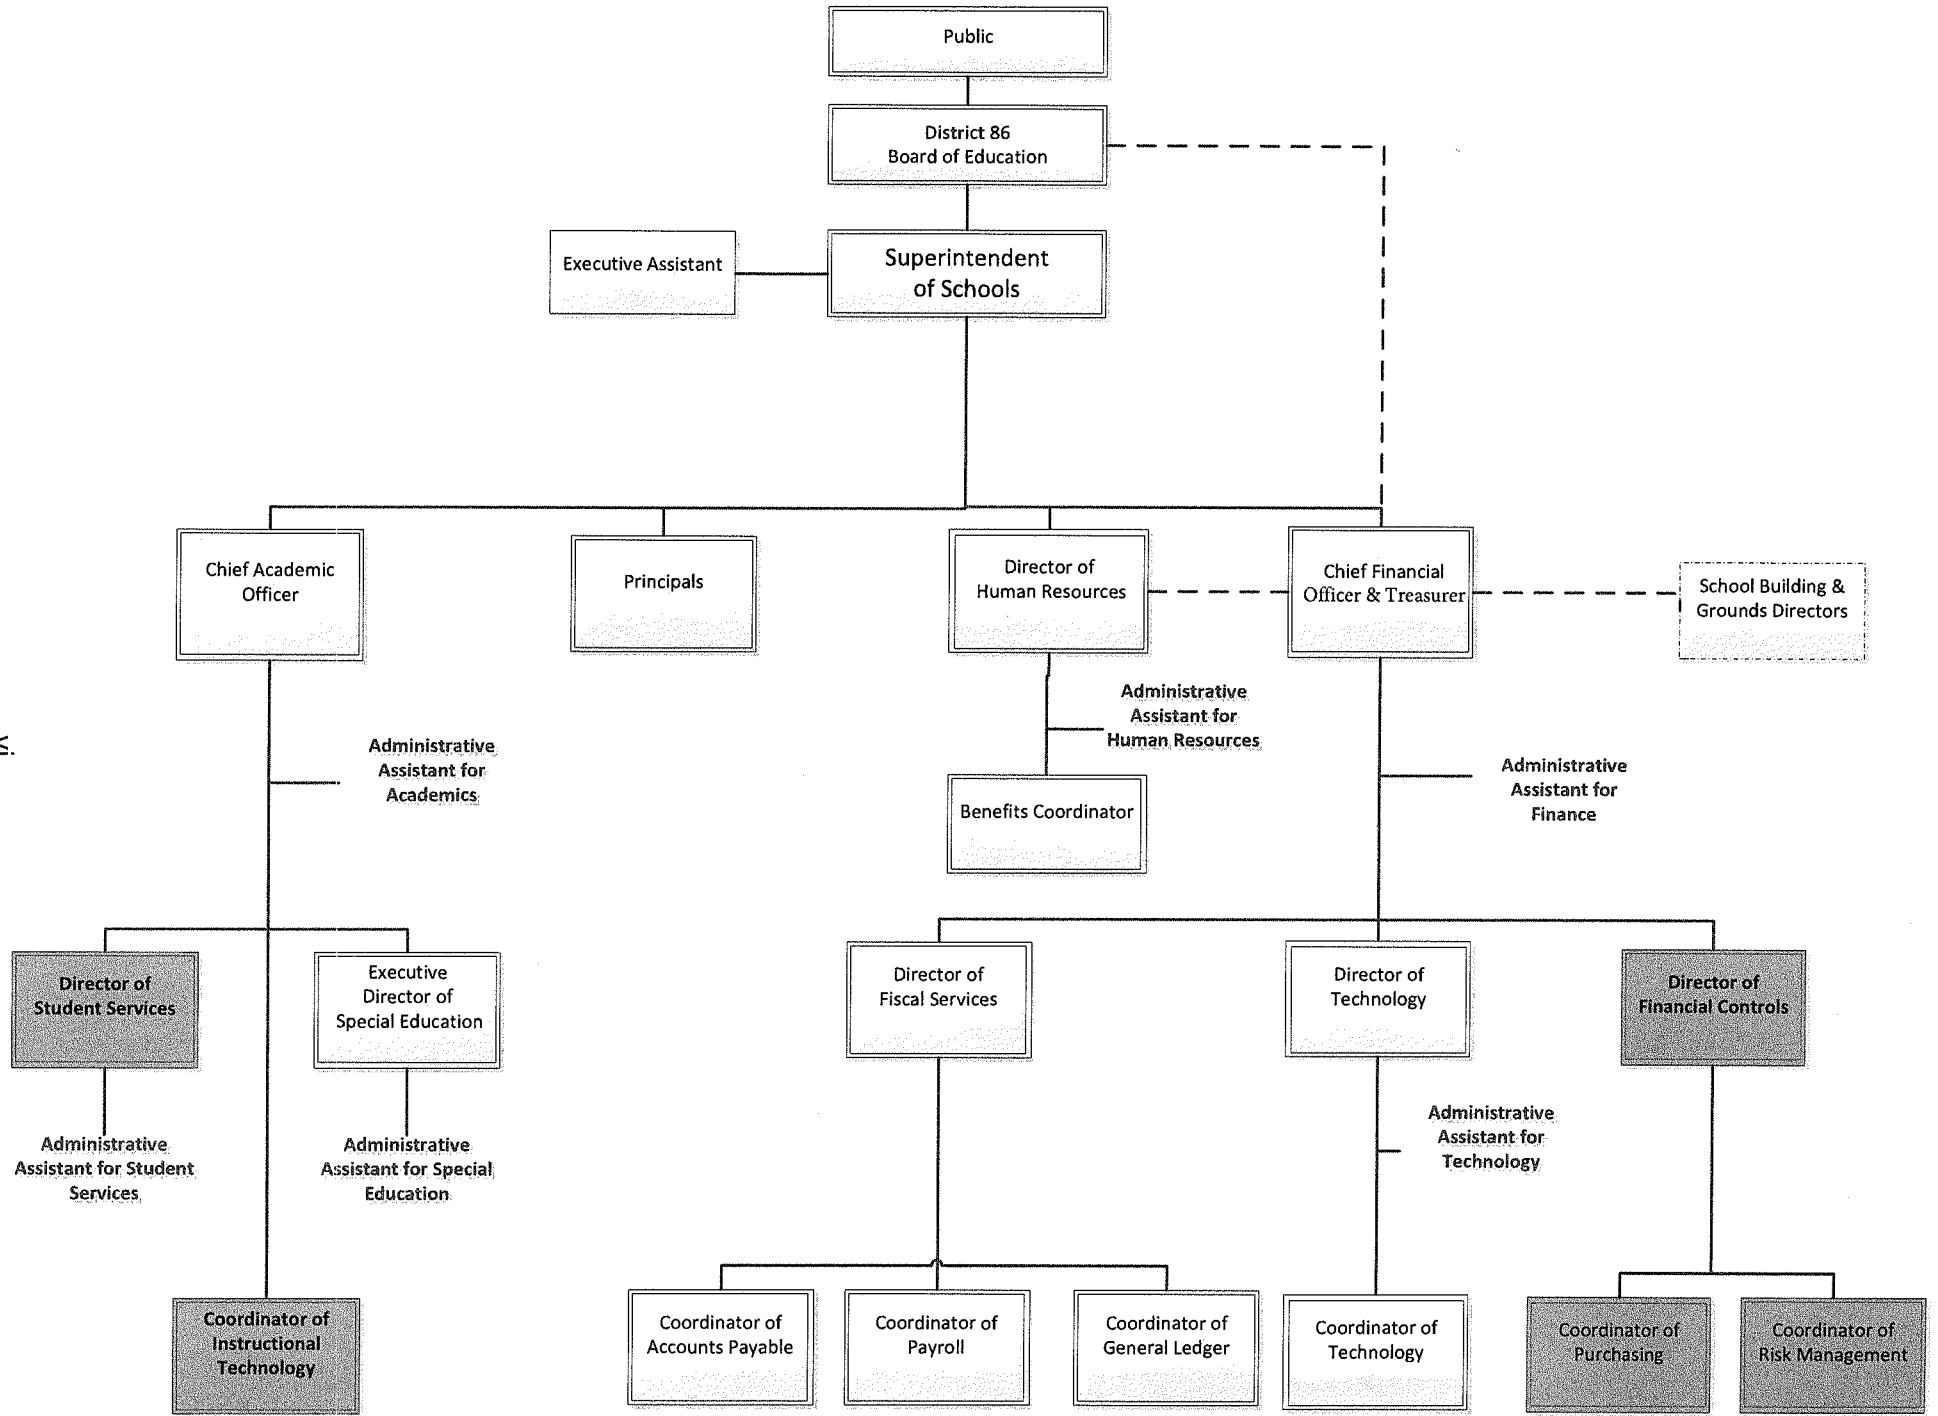 Public
District 86
Board of Education
Executive Assistant
Superintendent
of Schools
Chief Academic
Officer
Principals
Director of
Human Resources
Chief Financial
Officer & Treasurer
School Building &
Grounds Directors
Administrative
Assistant for
Academics
Administrative
Assistant for
Human Resources
Administrative
Assistant for
Finance
Benefits Coordinator
Director of
Student Services
Executive
Director of
Special Education
Director of
Fiscal Services
Director of
Technology
Director of
Financial Controls
Administrative
Assistant for Student
Services
Administrative
Assistant for Special
Education
Administrative
Assistant for
Technology
Coordinator of
Instructional
Technology
Coordinator of
Accounts Payable
Coordinator of
Payroll
Coordinator of
General Ledger
Coordinator of
Technology
Coordinator of
Purchasing
Coordinator of
Risk Management